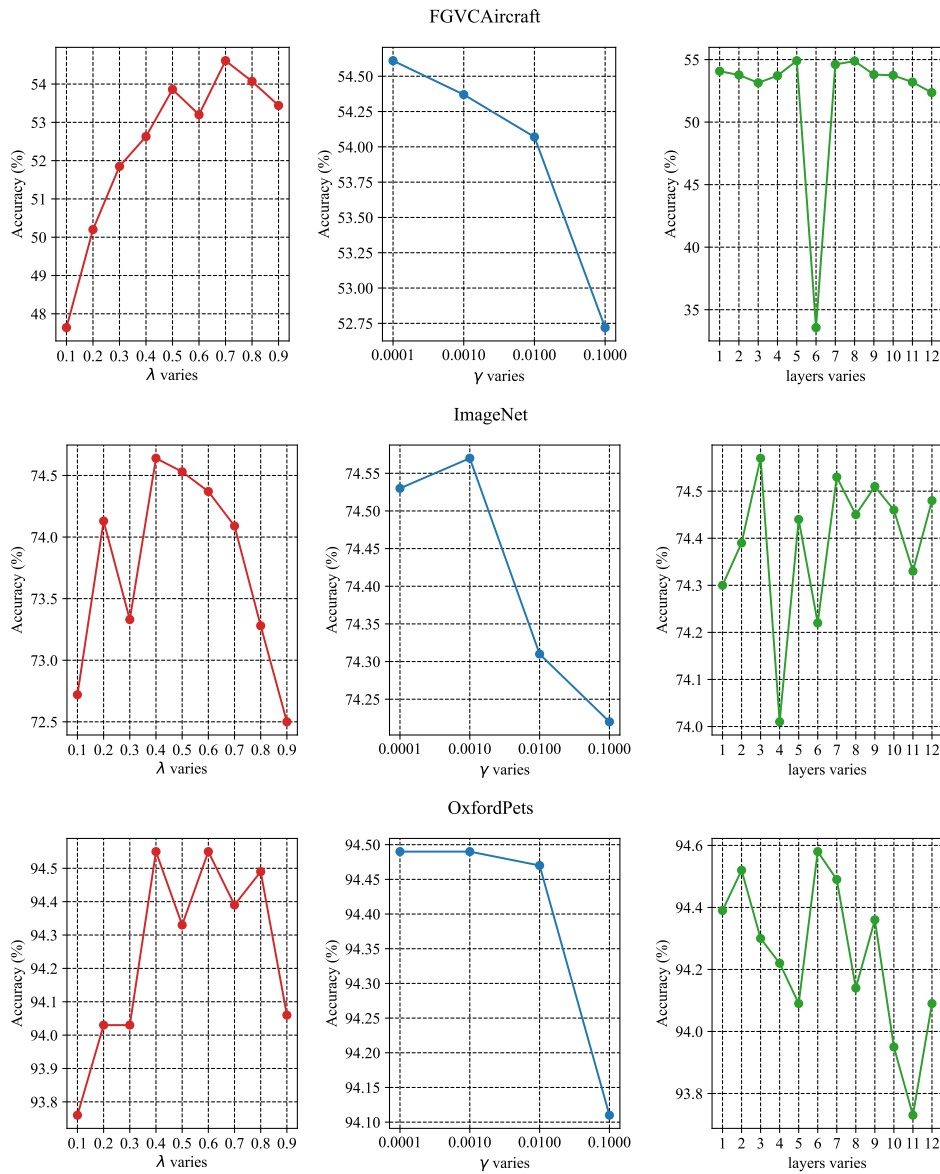 FGVCAircraft
Accuracy (%)
54
53
52
51
50
49
48
0.1 0.2 0.3 0.4 0.5 0.6 0.7 0.8 0.9
λ varies
Accuracy (%)
54.50
54.25
54.00
53.75
53.50
53.25
53.00
52.75
0.0001 0.0010 0.0100 0.1000
γ varies
Accuracy (%)
55
50
45
40
35
1 2 3 4 5 6 7 8 9 10 11 12
layers varies
ImageNet
Accuracy (%)
74.5
74.0
73.5
73.0
72.5
0.1 0.2 0.3 0.4 0.5 0.6 0.7 0.8 0.9
λ varies
Accuracy (%)
74.55
74.50
74.45
74.40
74.35
74.30
74.25
0.0001 0.0010 0.0100 0.1000
γ varies
Accuracy (%)
74.5
74.4
74.3
74.2
74.1
74.0
1 2 3 4 5 6 7 8 9 10 11 12
layers varies
OxfordPets
Accuracy (%)
94.5
94.4
94.3
94.2
94.1
94.0
93.9
93.8
0.1 0.2 0.3 0.4 0.5 0.6 0.7 0.8 0.9
λ varies
Accuracy (%)
94.50
94.45
94.40
94.35
94.30
94.25
94.20
94.15
94.10
0.0001 0.0010 0.0100 0.1000
γ varies
Accuracy (%)
94.6
94.4
94.2
94.0
93.8
1 2 3 4 5 6 7 8 9 10 11 12
layers varies